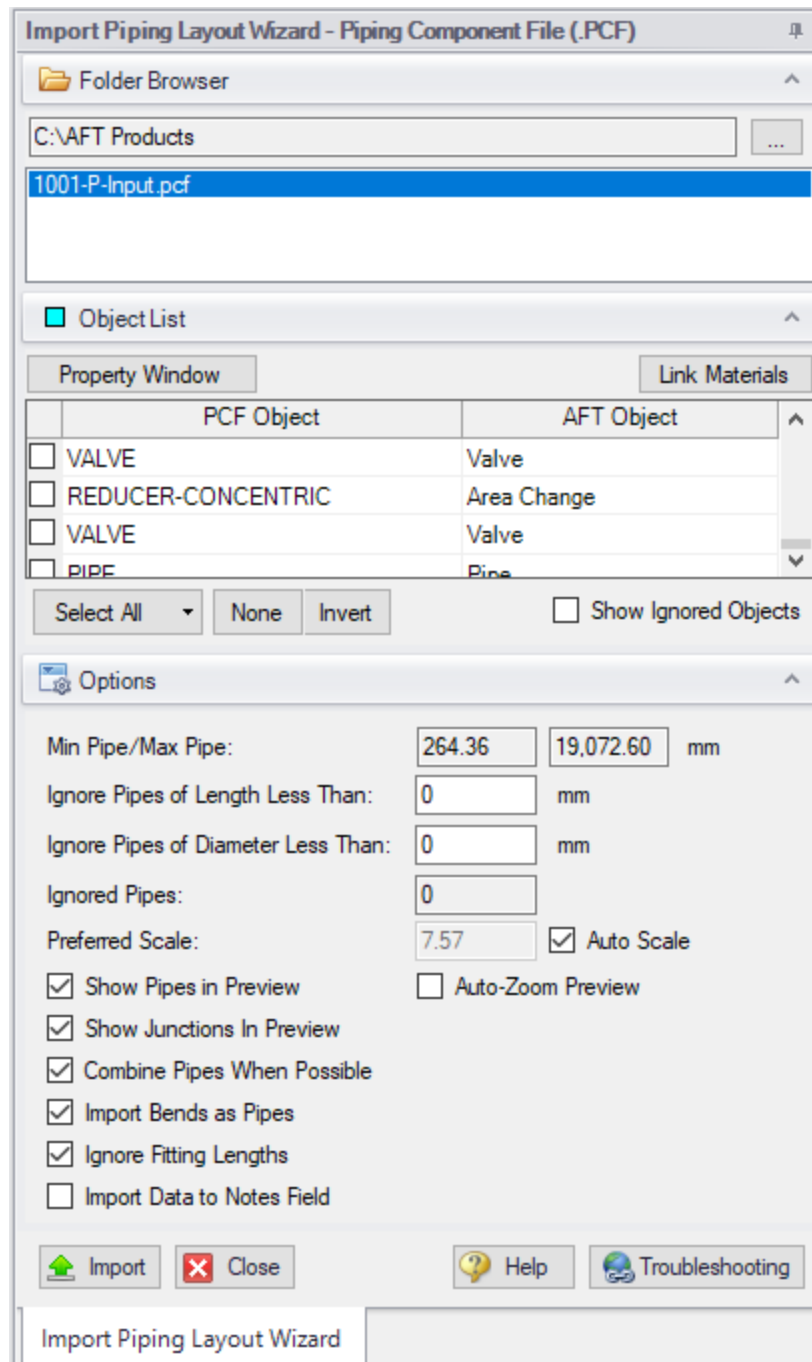 Import Piping Layout Wizard - Piping Component File (.PCF)
Folder Browser
C:\AFT Products
...
1001-P-Input.pcf
Object List
Property Window
Link Materials
PCF Object AFT Object
VALVE Valve
REDUCER-CONCENTRIC Area Change
VALVE Valve
PIPE Pipe
Select All None Invert Show Ignored Objects
Options
Min Pipe/Max Pipe: 264.36 19,072.60 mm
Ignore Pipes of Length Less Than: 0 mm
Ignore Pipes of Diameter Less Than: 0 mm
Ignored Pipes: 0
Preferred Scale: 7.57 Auto Scale
Show Pipes in Preview Auto-Zoom Preview
Show Junctions In Preview
Combine Pipes When Possible
Import Bends as Pipes
Ignore Fitting Lengths
Import Data to Notes Field
Import Close Help Troubleshooting
Import Piping Layout Wizard